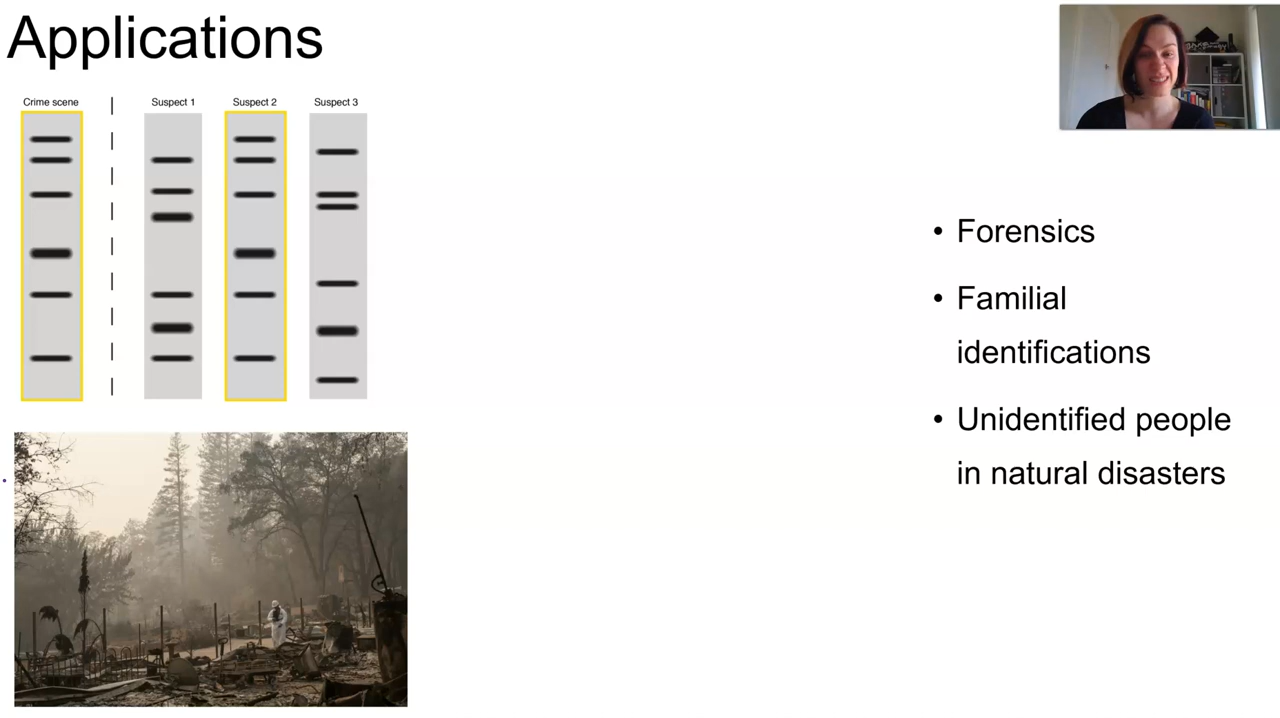 Applications
Crime scene
Suspect 1
Suspect 2
Suspect 3
• Forensics
• Familial
identifications
• Unidentified people
in natural disasters